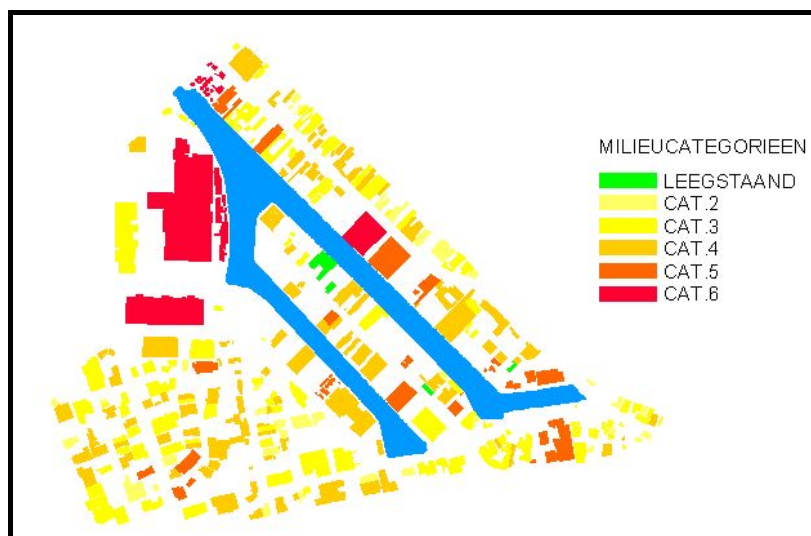 MILIEUCATEGORIEEN
LEEGSTAAND
CAT.2
CAT.3
CAT.4
CAT.5
CAT.6